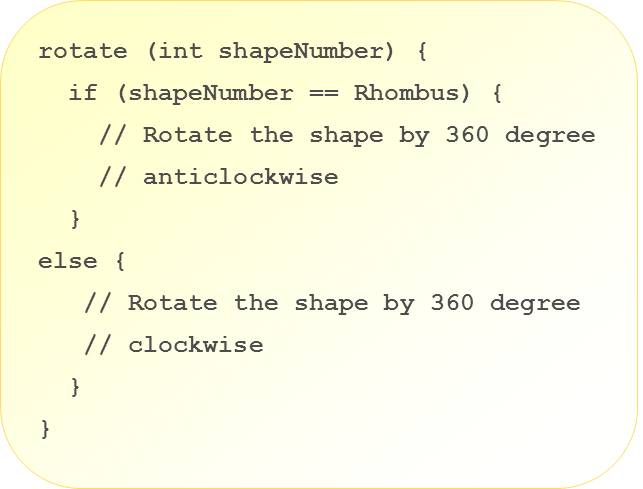 rotate (int shapeNumber) {
  if (shapeNumber == Rhombus) {
    // Rotate the shape by 360 degree
    // anticlockwise
  }
else {
   // Rotate the shape by 360 degree
   // clockwise
  }
}